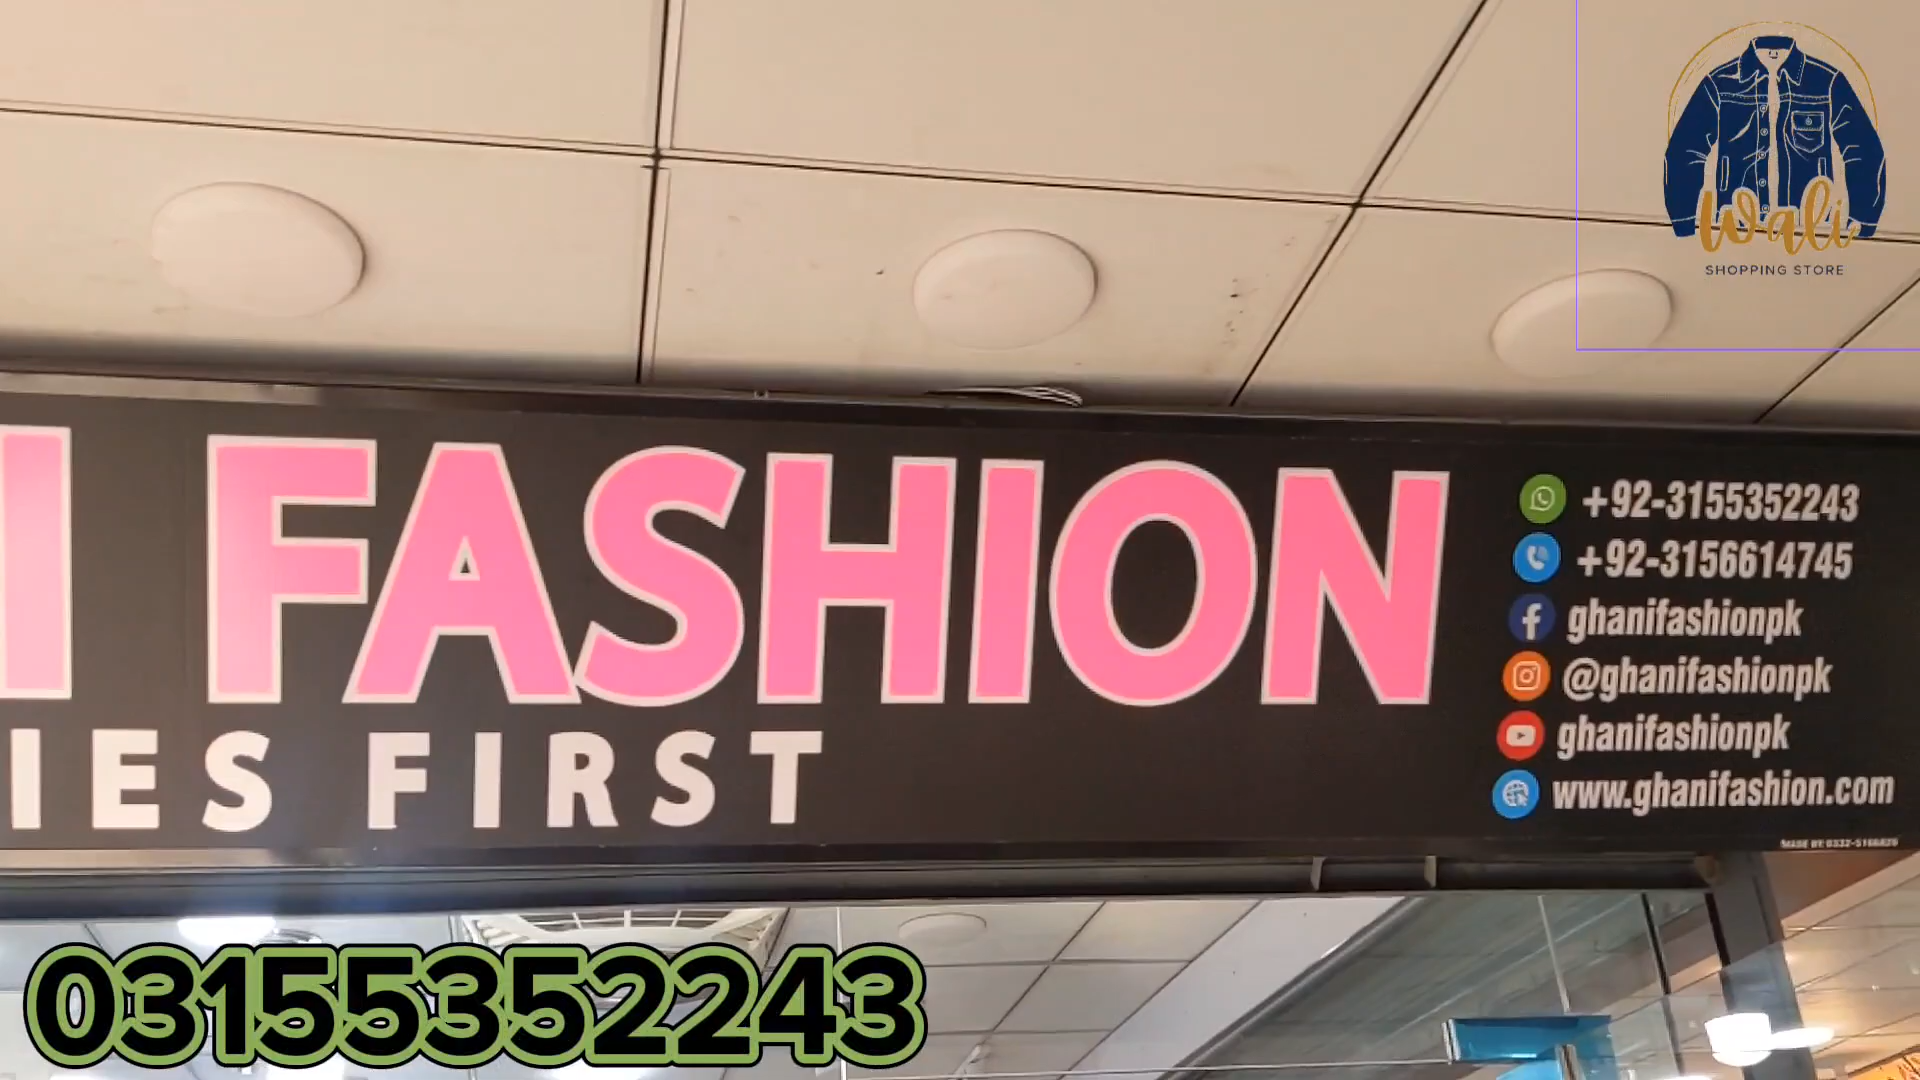 Wali
SHOPPING STORE
FASHION
IES FIRST
+92-3155352243
+92-3156614745
ghanifashionpk
@ghanifashionpk
ghanifashionpk
www.ghanifashion.com
03155352243